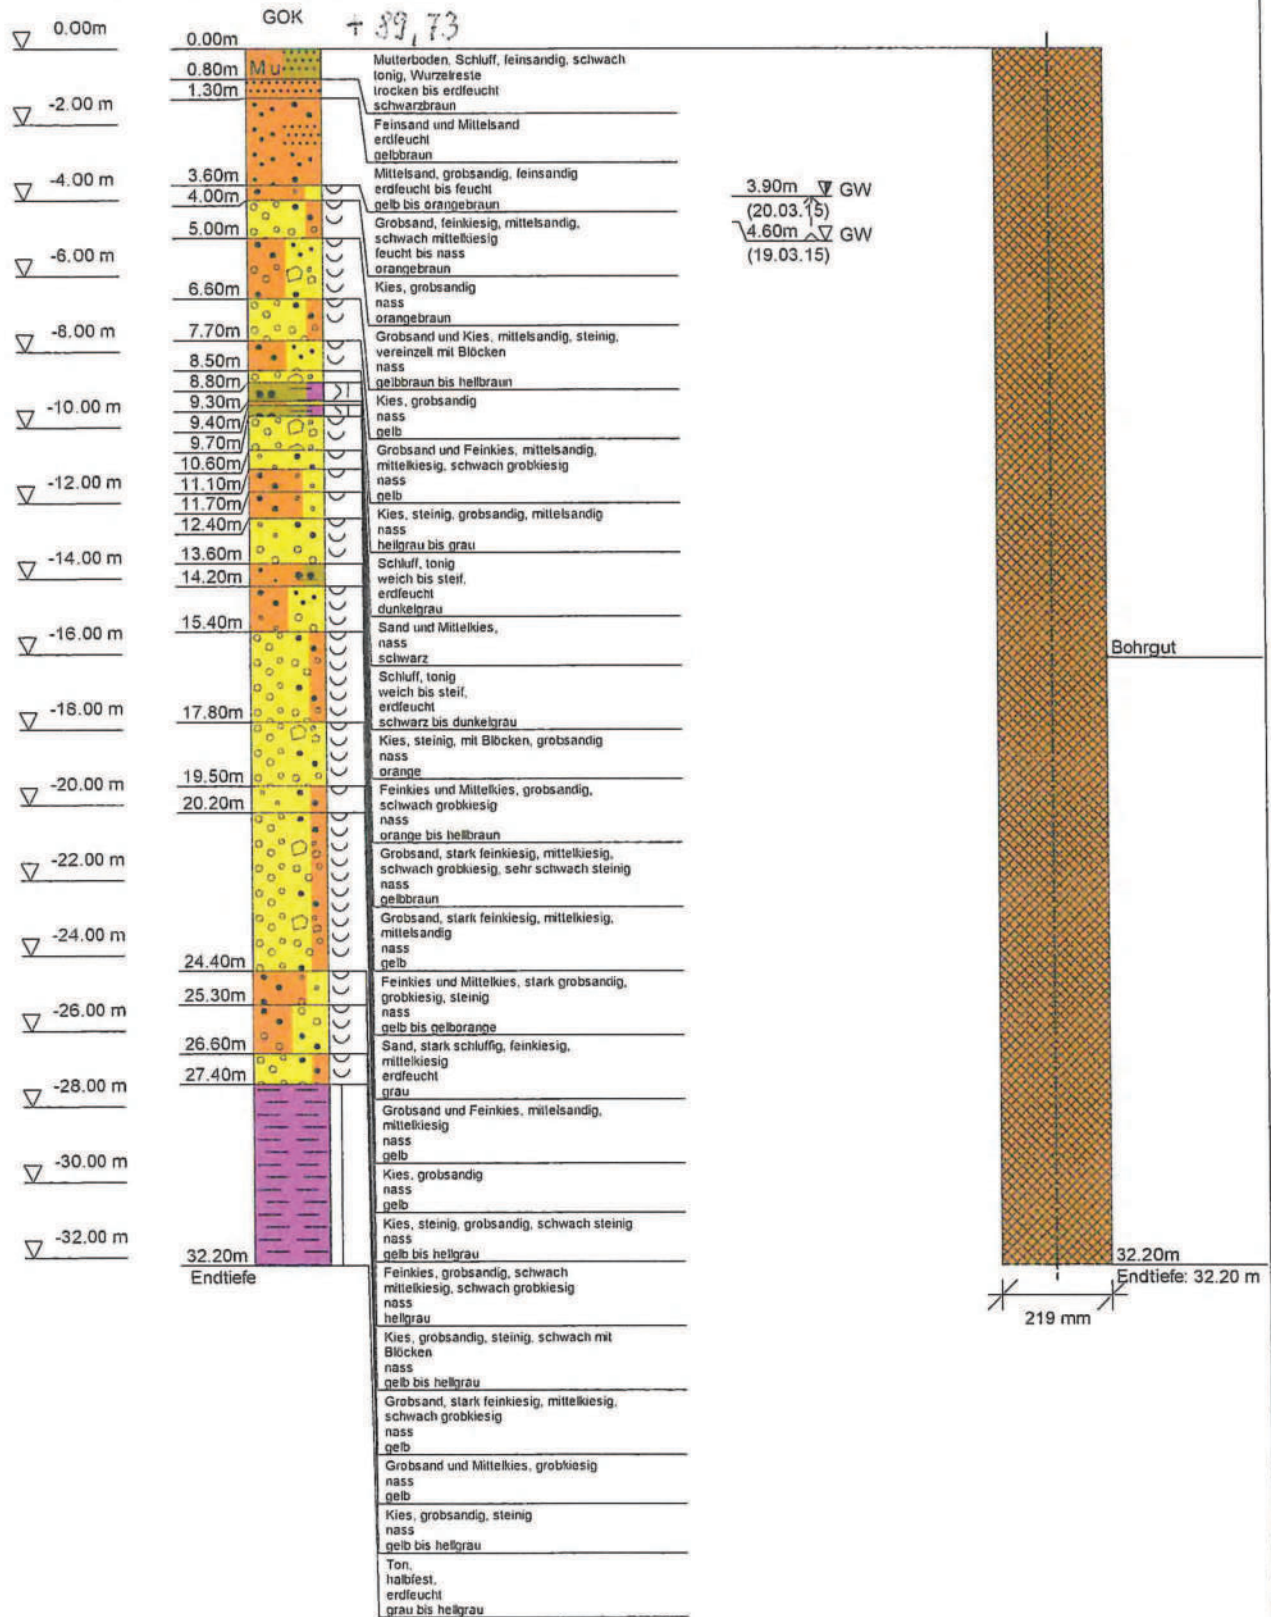 GOK
+ 89,73
0.00m
-2.00 m
-4.00 m
-6.00 m
-8.00 m
-10.00 m
-12.00 m
-14.00 m
-16.00 m
-18.00 m
-20.00 m
-22.00 m
-24.00 m
-26.00 m
-28.00 m
-30.00 m
-32.00 m
0.00m
0.80m
1.30m
3.60m
4.00m
5.00m
6.60m
7.70m
8.50m
8.80m
9.30m
9.40m
9.70m
10.60m
11.10m
11.70m
12.40m
13.60m
14.20m
15.40m
17.80m
19.50m
20.20m
24.40m
25.30m
26.60m
27.40m
32.20m
Endtiefe
Mu
Mutterboden, Schluff, feinsandig, schwach
tonig, Wurzelreste
trocken bis erdfeucht
schwarzbraun
Feinsand und Mittelsand
erdfeucht
gelbbraun
Mittelsand, grobsandig, feinsandig
erdfeucht bis feucht
gelb bis orangebraun
Grobsand, feinkiesig, mittelsandig,
schwach mittelkiesig
feucht bis nass
orangebraun
Kies, grobsandig
nass
orangebraun
Grobsand und Kies, mittelsandig, steinig,
vereinzelt mit Blöcken
nass
gelbbraun bis hellbraun
Kies, grobsandig
nass
gelb
Grobsand und Feinkies, mittelsandig,
mittelkiesig, schwach grobkiesig
nass
gelb
Kies, steinig, grobsandig, mittelsandig
nass
hellgrau bis grau
Schluff, tonig
weich bis steif,
erdfeucht
dunkelgrau
Sand und Mittelkies,
nass
schwarz
Schluff, tonig
weich bis steif,
erdfeucht
schwarz bis dunkelgrau
Kies, steinig, mit Blöcken, grobsandig
nass
orange
Feinkies und Mittelkies, grobsandig,
schwach grobkiesig
nass
orange bis hellbraun
Grobsand, stark feinkiesig, mittelkiesig,
schwach grobkiesig, sehr schwach steinig
nass
gelbbraun
Grobsand, stark feinkiesig, mittelkiesig,
mittelsandig
nass
gelb
Feinkies und Mittelkies, stark grobsandig,
grobkiesig, steinig
nass
gelb bis gelborange
Sand, stark schluffig, feinkiesig,
mittelkiesig
erdfeucht
grau
Grobsand und Feinkies, mittelsandig,
mittelkiesig
nass
gelb
Kies, grobsandig
nass
gelb
Kies, steinig, grobsandig, schwach steinig
nass
gelb bis hellgrau
Feinkies, grobsandig, schwach
mittelkiesig, schwach grobkiesig
nass
hellgrau
Kies, grobsandig, steinig, schwach mit
Blöcken
nass
gelb bis hellgrau
Grobsand, stark feinkiesig, mittelkiesig,
schwach grobkiesig
nass
gelb
Grobsand und Mittelkies, grobkiesig
nass
gelb
Kies, grobsandig, steinig
nass
gelb bis hellgrau
Ton,
halbfest,
erdfeucht
grau bis hellgrau
3.90m GW
(20.03.15)
4.60m GW
(19.03.15)
Bohrgut
32.20m
Endtiefe: 32.20 m
219 mm